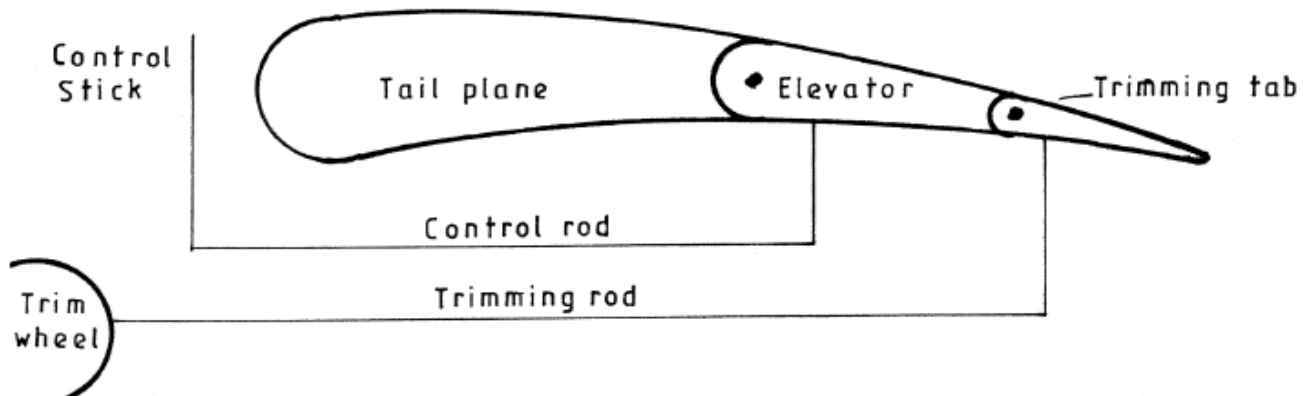 Control
Stick
Tail plane
Elevator
Trimming tab
Control rod
Trimming rod
Trim
wheel